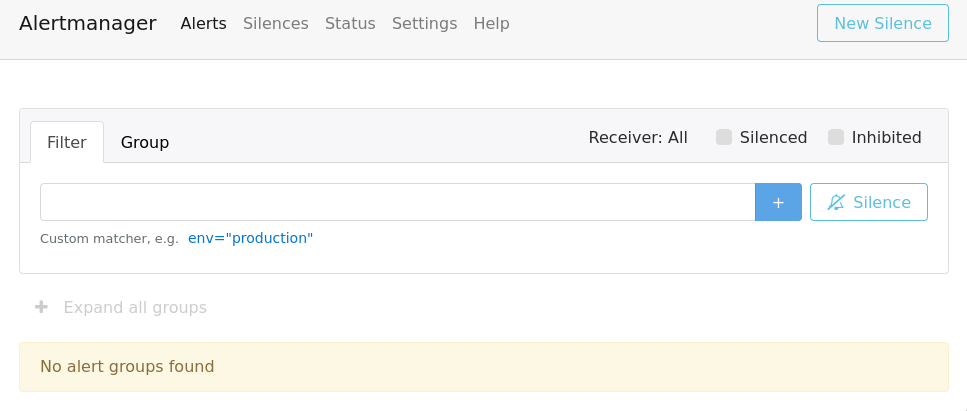 Alertmanager Alerts Silences Status Settings Help New Silence
Filter Group Receiver: All Silenced Inhibited
+ Silence
Custom matcher, e.g. env="production"
+ Expand all groups
No alert groups found